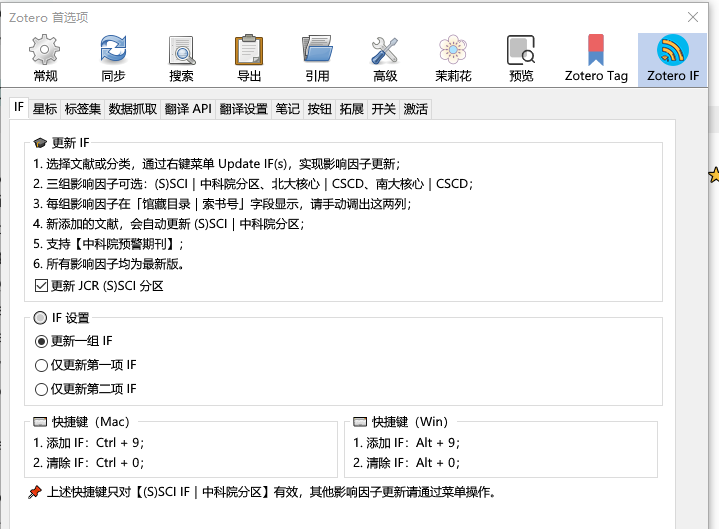 Zotero 首选项
常规 同步 搜索 导出 引用 高级 茉莉花 预览 Zotero Tag Zotero IF
IF 星标 标签集 数据抓取 翻译 API 翻译设置 笔记 按钮 拓展 开关 激活
更新 IF
1. 选择文献或分类，通过右键菜单 Update IF(s)，实现影响因子更新；
2. 三组影响因子可选：(S)SCI | 中科院分区、北大核心 | CSCD、南大核心 | CSCD；
3. 每组影响因子在「馆藏目录 | 索书号」字段显示，请手动调出这两列；
4. 新添加的文献，会自动更新 (S)SCI | 中科院分区；
5. 支持【中科院预警期刊】；
6. 所有影响因子均为最新版。
更新 JCR (S)SCI 分区
IF 设置
更新一组 IF
仅更新第一项 IF
仅更新第二项 IF
快捷键（Mac）
1. 添加 IF：Ctrl + 9；
2. 清除 IF：Ctrl + 0；
快捷键（Win）
1. 添加 IF：Alt + 9；
2. 清除 IF：Alt + 0；
上述快捷键只对【(S)SCI IF | 中科院分区】有效，其他影响因子更新请通过菜单操作。